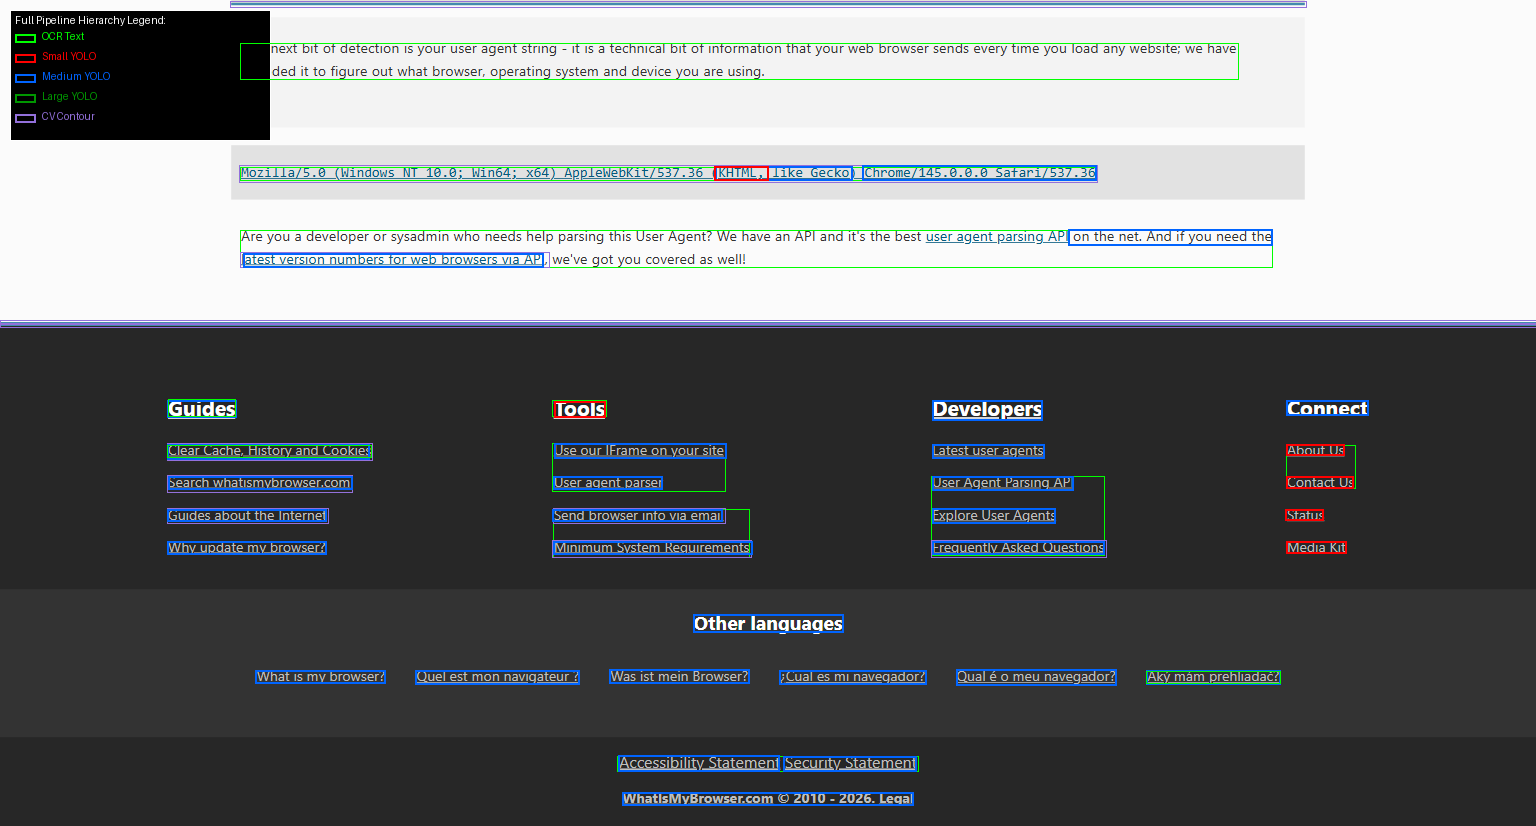 Full Pipeline Hierarchy Legend:
OCR Text
Small YOLO
Medium YOLO
Large YOLO
CV Contour
next bit of detection is your user agent string - it is a technical bit of information that your web browser sends every time you load any website; we have
ded it to figure out what browser, operating system and device you are using.
Mozilla/5.0 (Windows NT 10.0; Win64; x64) AppleWebKit/537.36 (KHTML, like Gecko) Chrome/145.0.0.0 Safari/537.36
Are you a developer or sysadmin who needs help parsing this User Agent? We have an API and it's the best user agent parsing API on the net. And if you need the
latest version numbers for web browsers via API, we've got you covered as well!
Guides
Clear Cache, History and Cookies
Search whatismybrowser.com
Guides about the Internet
Why update my browser?
Tools
Use our IFrame on your site
User agent parser
Send browser info via email
Minimum System Requirements
Developers
Latest user agents
User Agent Parsing API
Explore User Agents
Frequently Asked Questions
Connect
About Us
Contact Us
Status
Media Kit
Other languages
What is my browser?
Quel est mon navigateur ?
Was ist mein Browser?
¿Cual es mi navegador?
Qual é o meu navegador?
Aký mám prehliadač?
Accessibility Statement Security Statement
WhatIsMyBrowser.com © 2010 - 2026. Legal